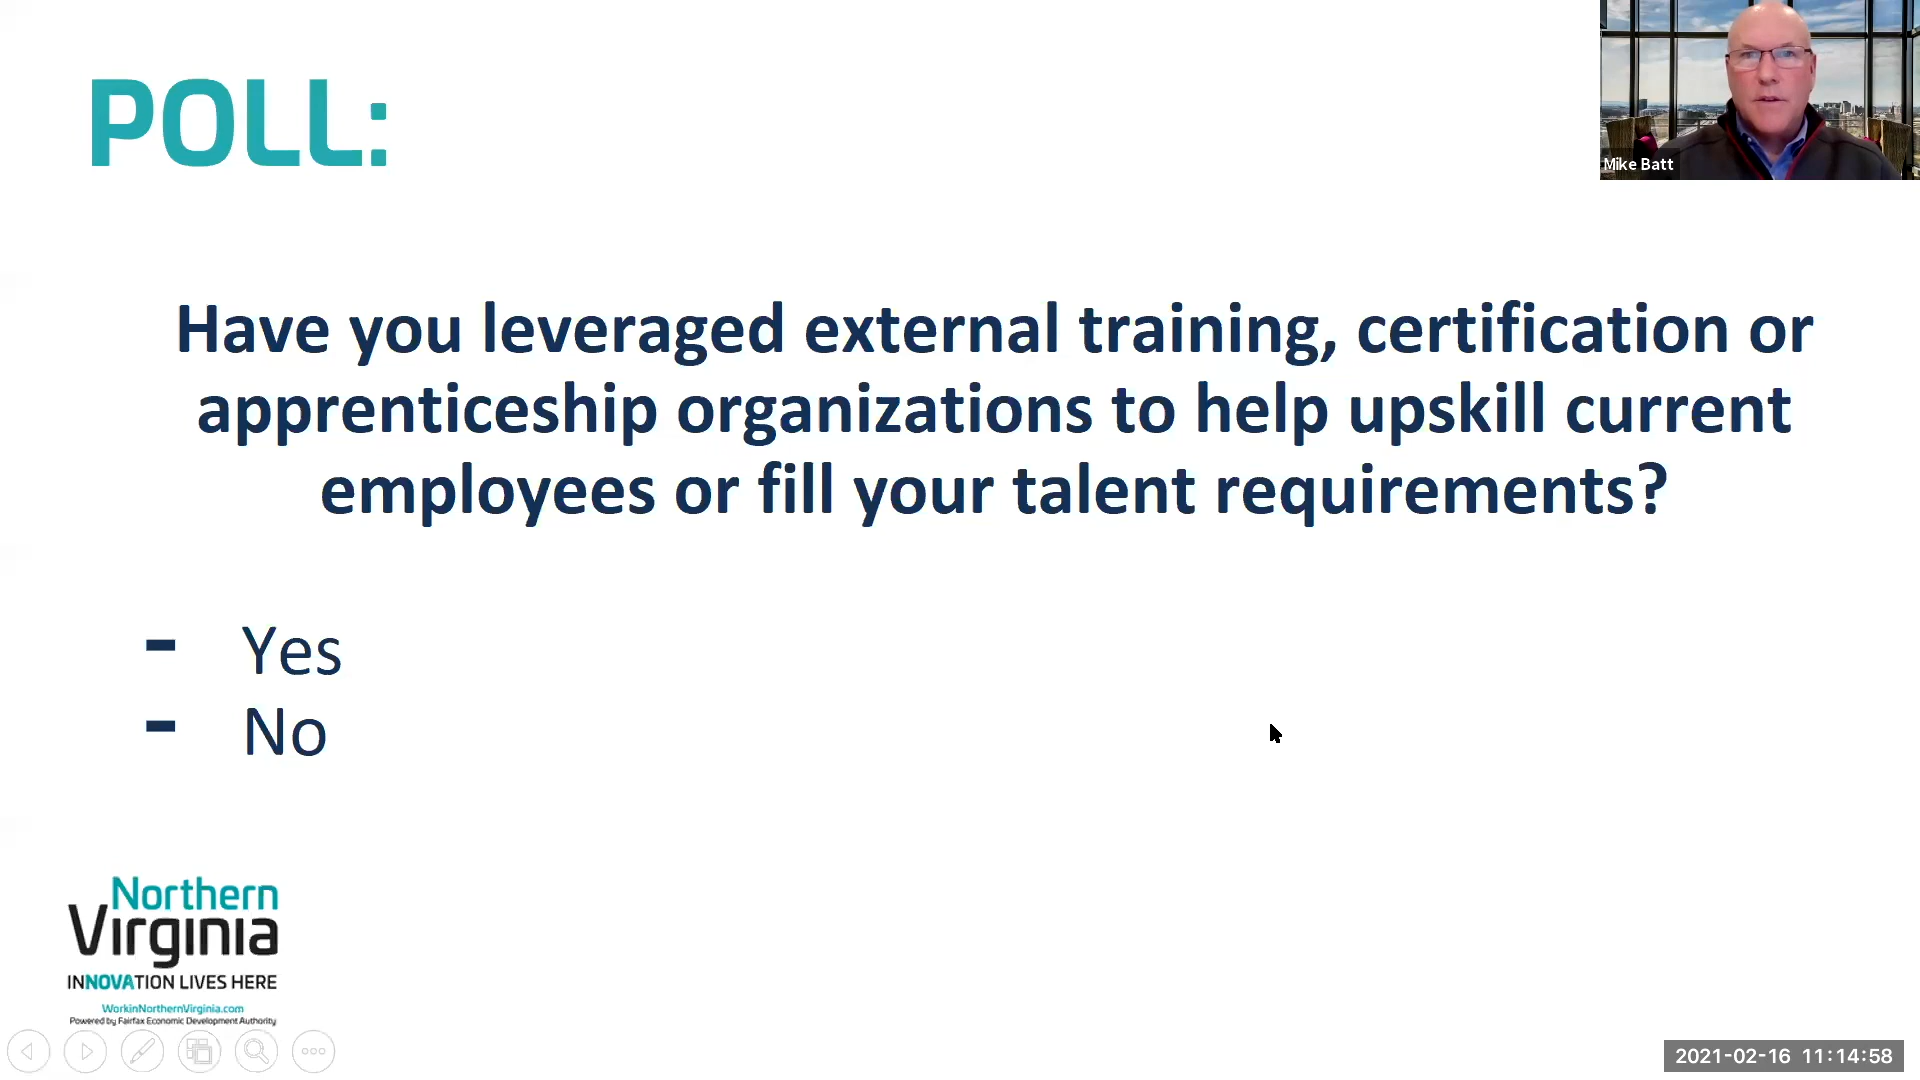 POLL:
Mike Batt
Have you leveraged external training, certification or
apprenticeship organizations to help upskill current
employees or fill your talent requirements?
- Yes
- No
Northern
Virginia
INNOVATION LIVES HERE
WorkinNorthernVirginia.com
Powered by Fairfax Economic Development Authority
2021-02-16 11:14:58